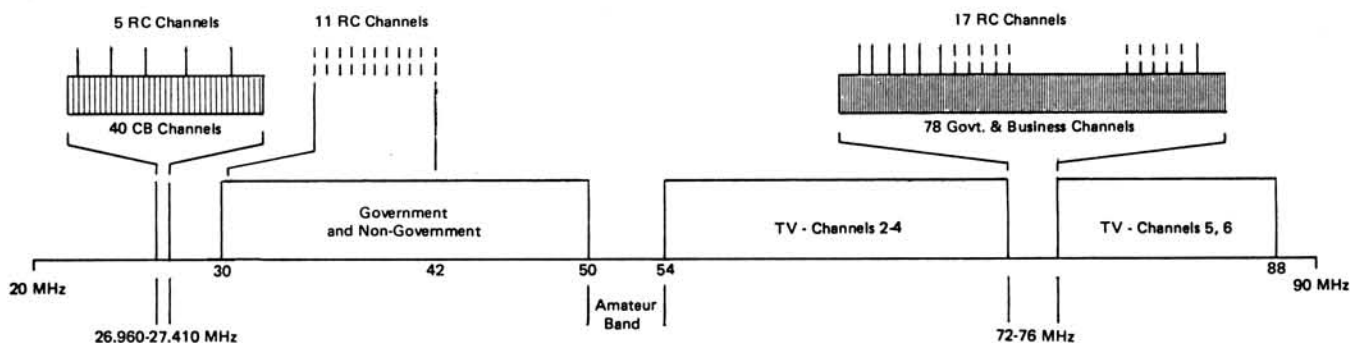 5 RC Channels
11 RC Channels
17 RC Channels
40 CB Channels
78 Govt. & Business Channels
Government
and Non-Government
TV - Channels 2-4
TV - Channels 5, 6
20 MHz
30
42
50
54
88
90 MHz
Amateur
Band
26.960-27.410 MHz
72-76 MHz